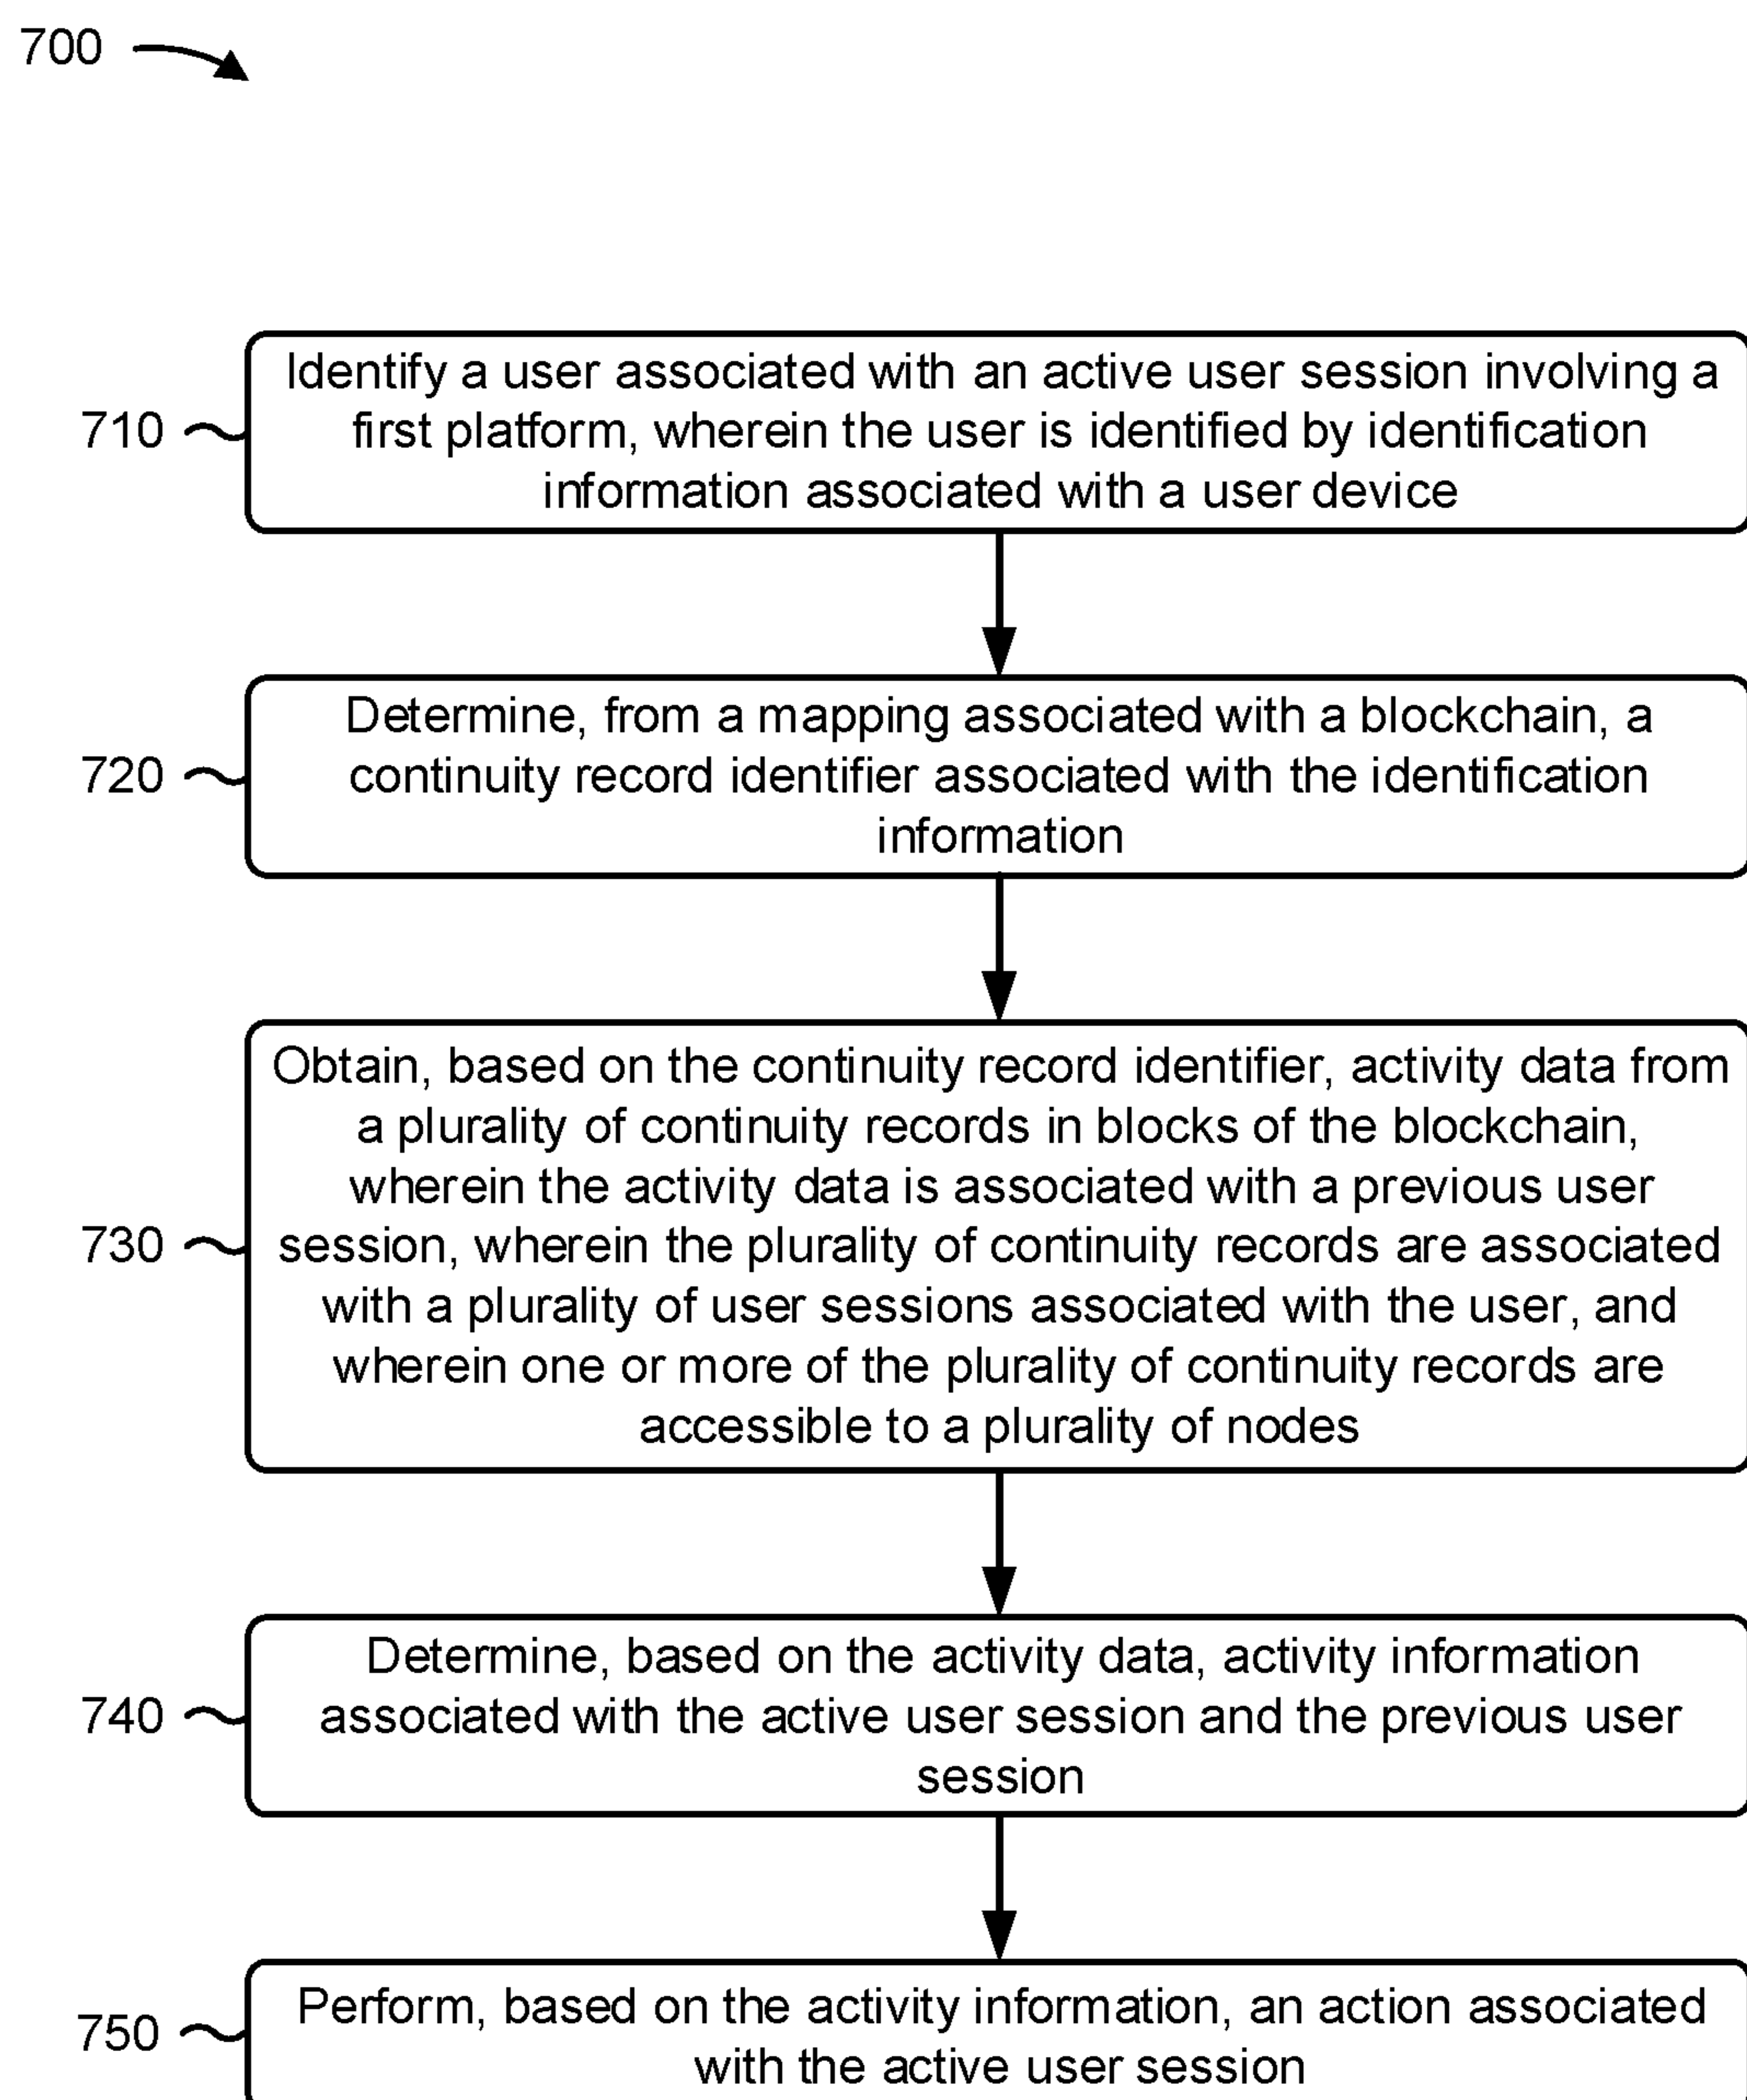 700
710
Identify a user associated with an active user session involving a
first platform, wherein the user is identified by identification
information associated with a user device
720
Determine, from a mapping associated with a blockchain, a
continuity record identifier associated with the identification
information
730
Obtain, based on the continuity record identifier, activity data from
a plurality of continuity records in blocks of the blockchain,
wherein the activity data is associated with a previous user
session, wherein the plurality of continuity records are associated
with a plurality of user sessions associated with the user, and
wherein one or more of the plurality of continuity records are
accessible to a plurality of nodes
740
Determine, based on the activity data, activity information
associated with the active user session and the previous user
session
750
Perform, based on the activity information, an action associated
with the active user session